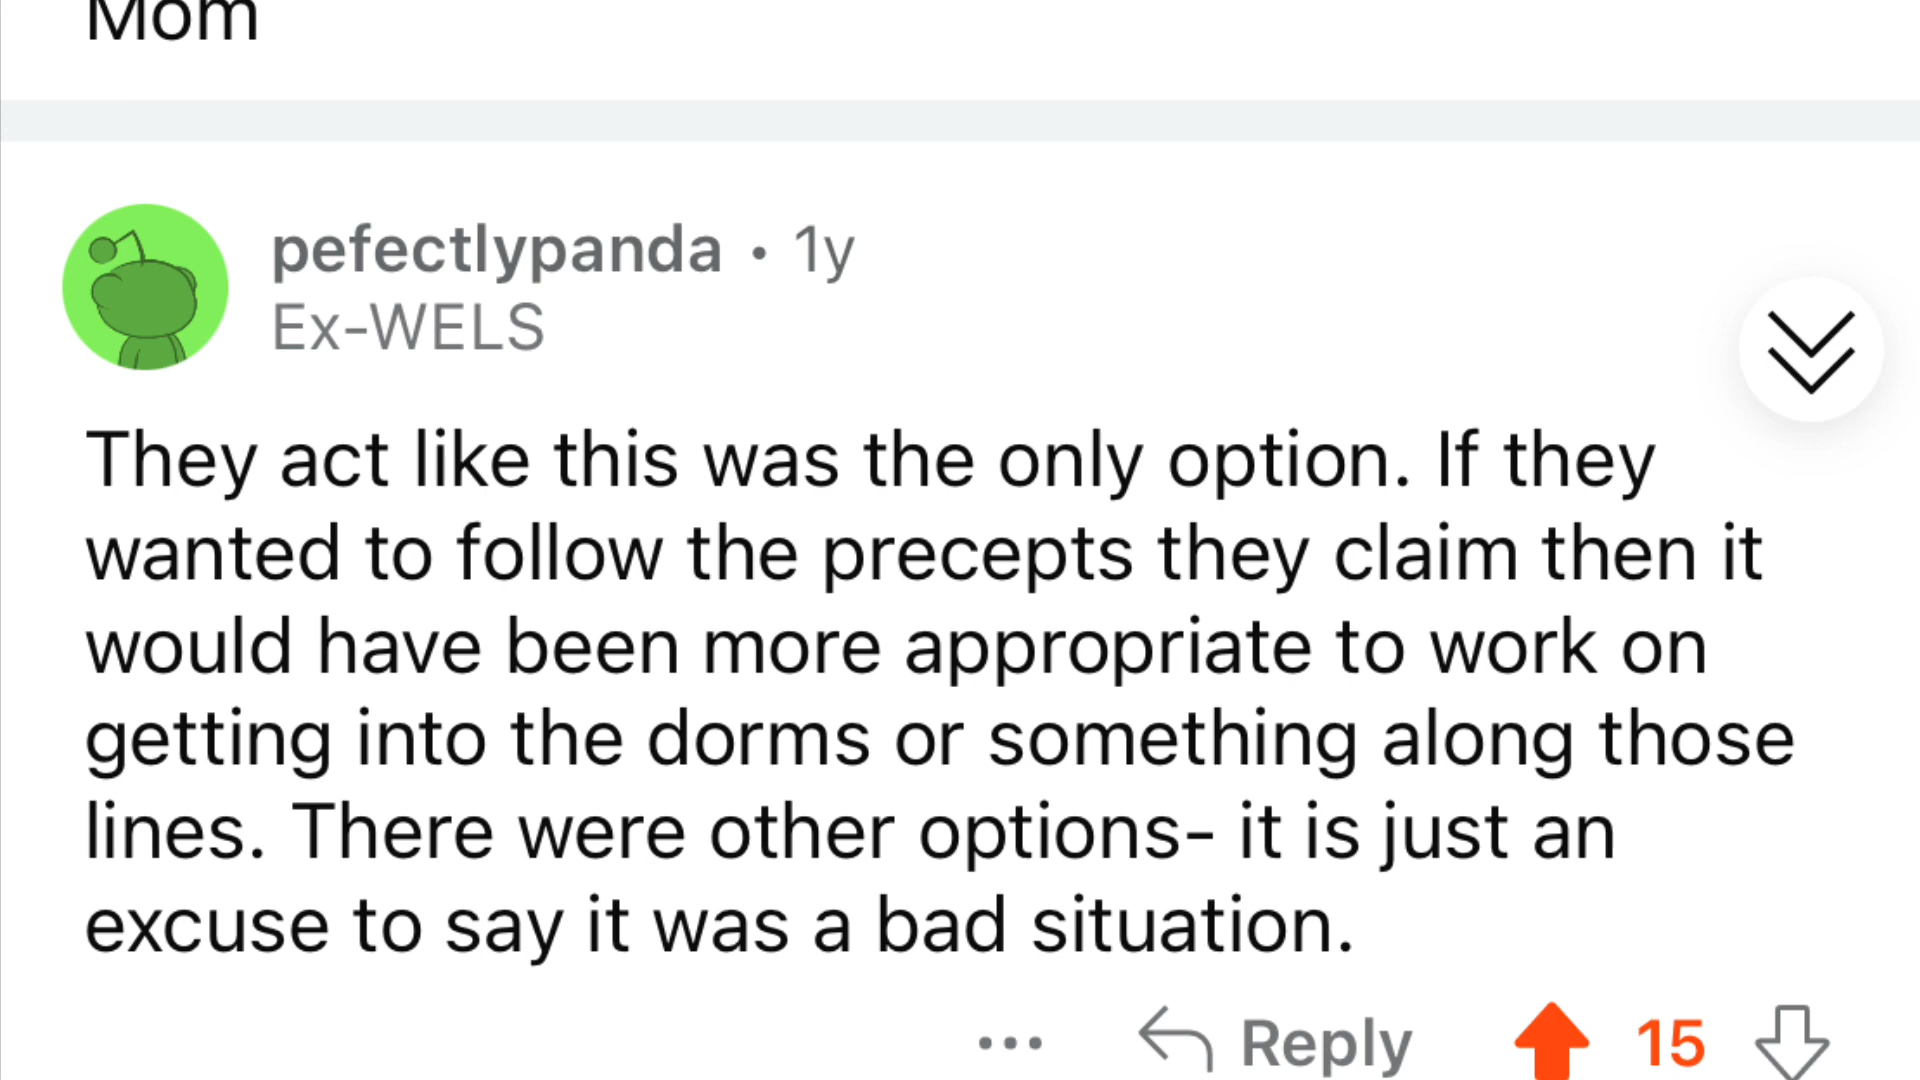 Mom
pefectlypanda • 1y
Ex-WELS
They act like this was the only option. If they
wanted to follow the precepts they claim then it
would have been more appropriate to work on
getting into the dorms or something along those
lines. There were other options- it is just an
excuse to say it was a bad situation.
... Reply 15